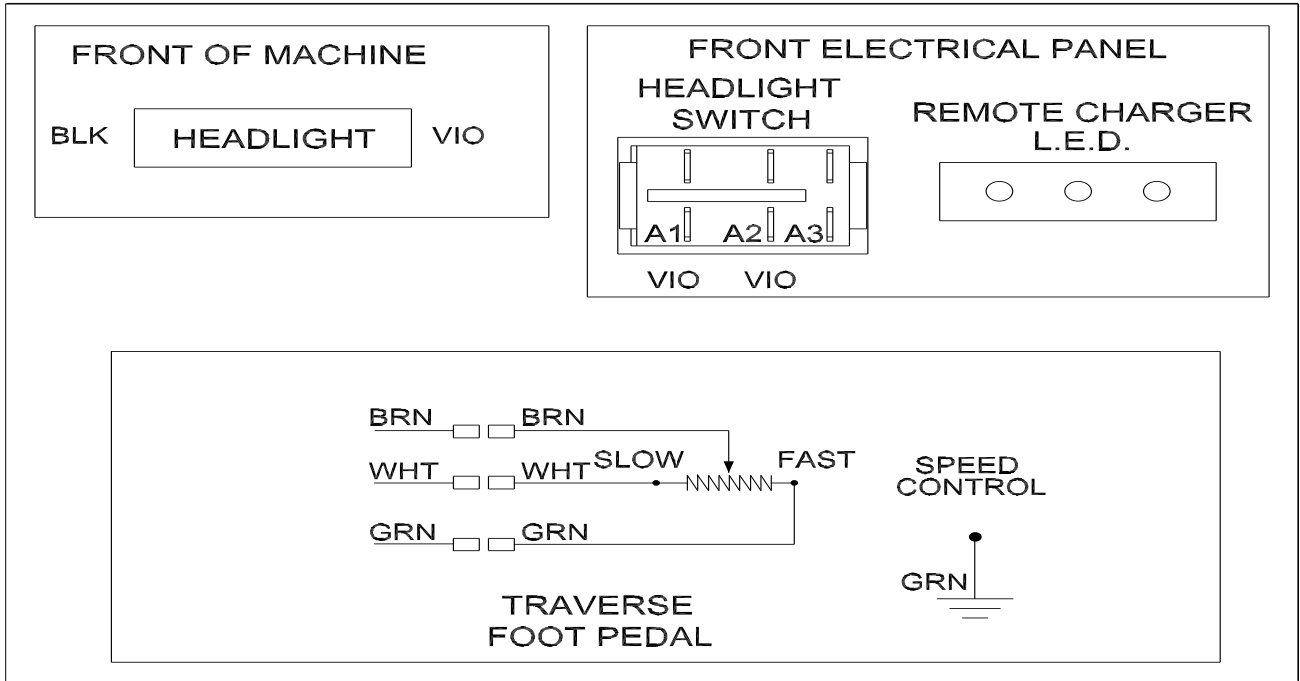 FRONT OF MACHINE
BLK HEADLIGHT VIO
FRONT ELECTRICAL PANEL
HEADLIGHT
SWITCH
A1 A2 A3
VIO VIO
REMOTE CHARGER
L.E.D.
BRN BRN
WHT WHT SLOW FAST
GRN GRN
SPEED
CONTROL
GRN
TRAVERSE
FOOT PEDAL